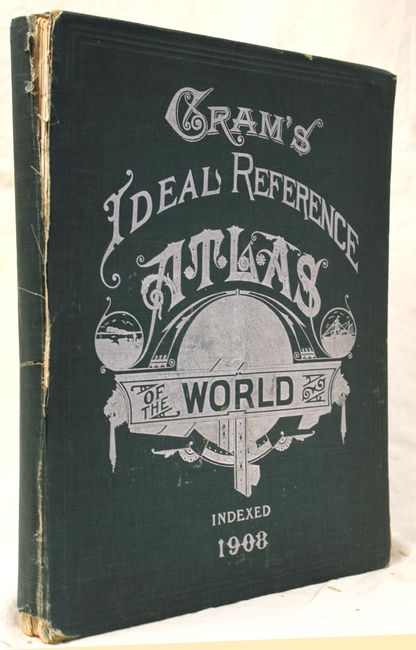 CRAM'S
IDEAL REFERENCE
ATLAS
OF THE WORLD
INDEXED
1908